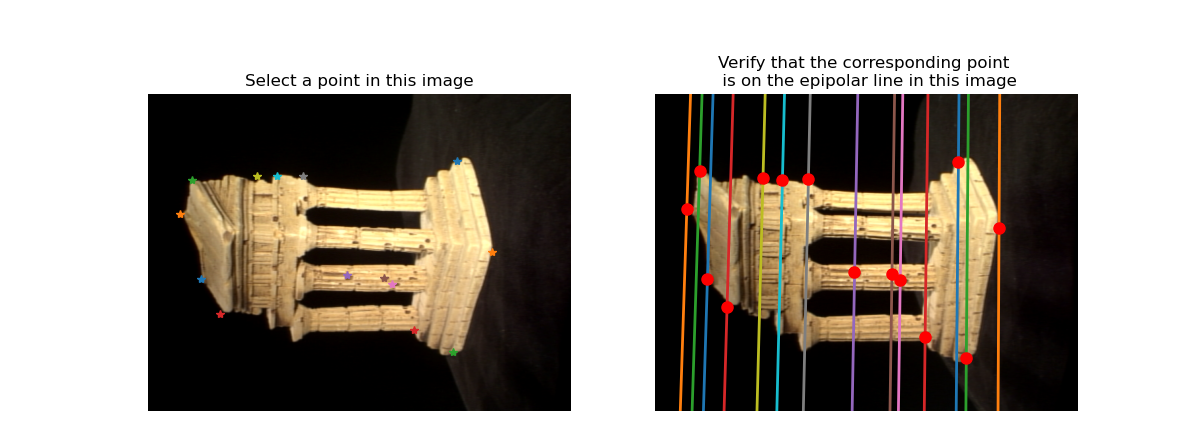 Select a point in this image
Verify that the corresponding point
is on the epipolar line in this image